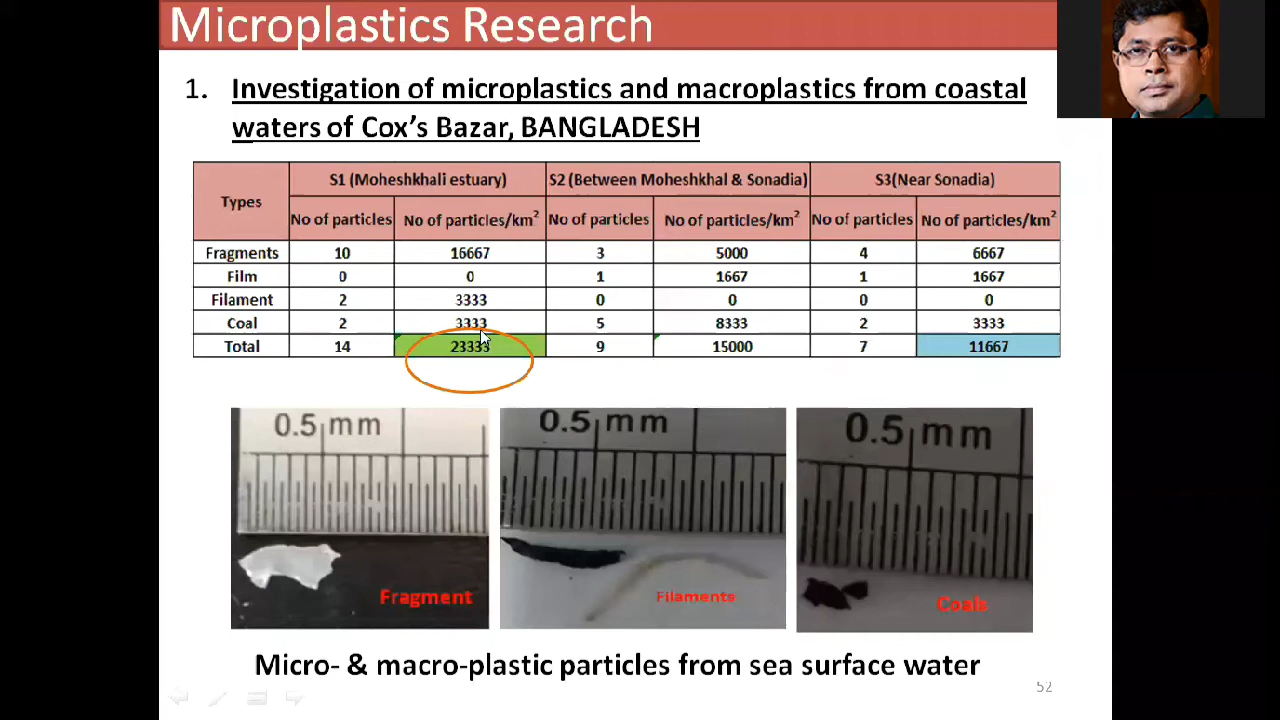 Microplastics Research
1. Investigation of microplastics and macroplastics from coastal
waters of Cox's Bazar, BANGLADESH
Types S1 (Moheshkhali estuary) S2 (Between Moheshkhal & Sonadia) S3(Near Sonadia)
No of particles No of particles/km² No of particles No of particles/km² No of particles No of particles/km²
Fragments 10 16667 3 5000 4 6667
Film 0 0 1 1667 1 1667
Filament 2 3333 0 0 0 0
Coal 2 3333 5 8333 2 3333
Total 14 23333 9 15000 7 11667
0.5 mm 0.5 mm 0.5 mm
Fragment Filaments Coals
Micro- & macro-plastic particles from sea surface water
52